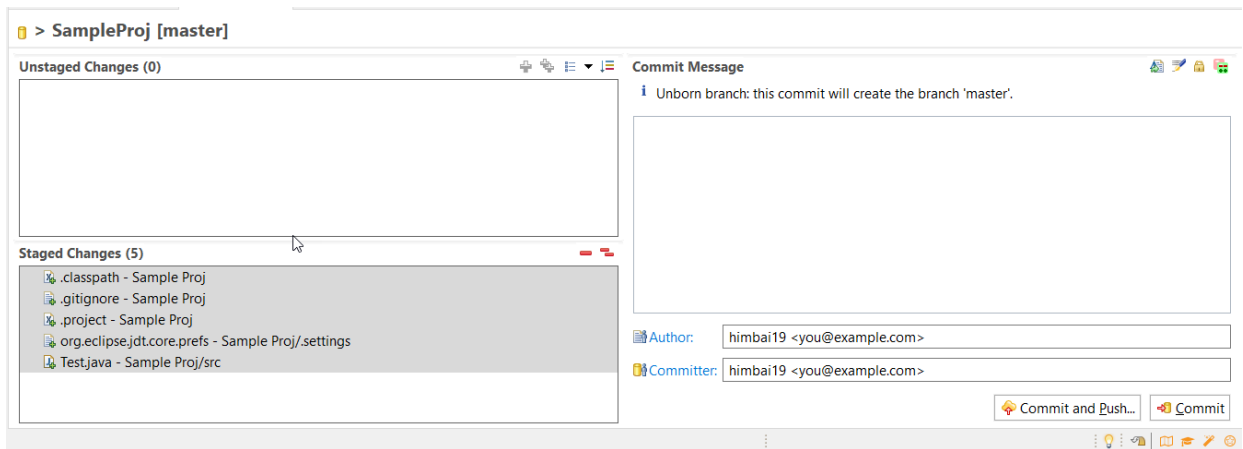 > SampleProj [master]
Unstaged Changes (0)
Staged Changes (5)
.classpath - Sample Proj
.gitignore - Sample Proj
.project - Sample Proj
org.eclipse.jdt.core.prefs - Sample Proj/.settings
Test.java - Sample Proj/src
Commit Message
Unborn branch: this commit will create the branch 'master'.
Author: himbai19 <you@example.com>
Committer: himbai19 <you@example.com>
Commit and Push... Commit